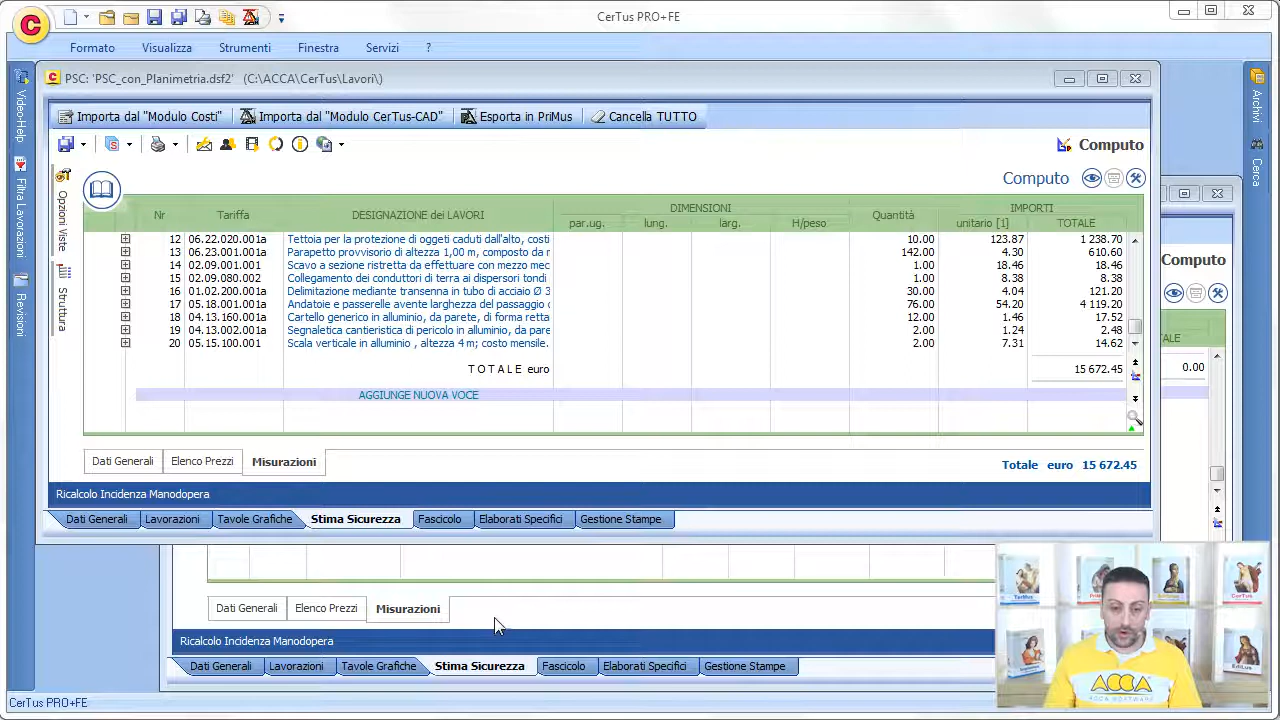 CerTus PRO+FE
Formato Visualizza Strumenti Finestra Servizi ?
PSC: 'PSC_con_Planimetria.dsf2' (C:\ACCA\CerTus\Lavori\)
Importa dal "Modulo Costi" Importa dal "Modulo CerTus-CAD" Esporta in PriMus Cancella TUTTO
Computo
Computo
Video-Help
Filtra Lavorazioni
Revisioni
Opzioni Viste
Struttura
Archivi
Cerca
Nr Tariffa DESIGNAZIONE dei LAVORI DIMENSIONI Quantità IMPORTI
par.ug. lung. larg. H/peso unitario [1] TOTALE
12 06.22.020.001a Tettoia per la protezione di oggeti caduti dall'alto, costi 10.00 123.87 1 238.70
13 06.23.001.001a Parapetto provvisorio di altezza 1,00 m, composto da m 142.00 4.30 610.60
14 02.09.001.001 Scavo a sezione ristretta da effettuare con mezzo mec 1.00 18.46 18.46
15 02.09.080.002 Collegamento dei conduttori di terra ai dispersori tondi 1.00 8.38 8.38
16 01.02.200.001a Delimitazione mediante transenna in tubo di acciaio Ø 3 30.00 4.04 121.20
17 05.18.001.001a Andatoie e passerelle avente larghezza del passaggio c 76.00 54.20 4 119.20
18 04.13.160.001a Cartello generico in alluminio, da parete, di forma retta 12.00 1.46 17.52
19 04.13.002.001a Segnaletica cantieristica di pericolo in alluminio, da pare 2.00 1.24 2.48
20 05.15.100.001 Scala verticale in alluminio , altezza 4m; costo mensile. 2.00 7.31 14.62
T O T A L E euro 15 672.45
AGGIUNGE NUOVA VOCE
Dati Generali Elenco Prezzi Misurazioni
Totale euro 15 672.45
Ricalcolo Incidenza Manodopera
Dati Generali Lavorazioni Tavole Grafiche Stima Sicurezza Fascicolo Elaborati Specifici Gestione Stampe
Computo
ALE
0.00
Dati Generali Elenco Prezzi Misurazioni
Ricalcolo Incidenza Manodopera
Dati Generali Lavorazioni Tavole Grafiche Stima Sicurezza Fascicolo Elaborati Specifici Gestione Stampe
CerTus PRO+FE
TerMus
CerTus
EdiLus
ACCA
ACCA SOFTWARE